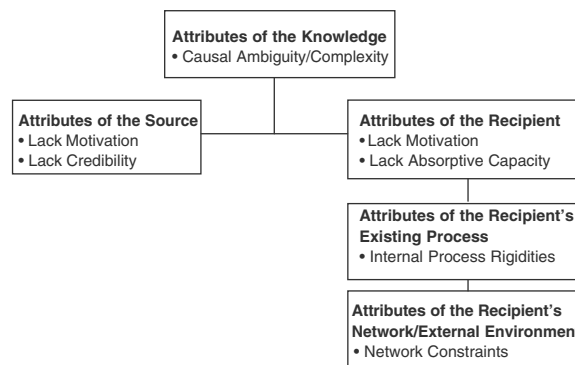 Attributes of the Knowledge
• Causal Ambiguity/Complexity
Attributes of the Source
• Lack Motivation
• Lack Credibility
Attributes of the Recipient
• Lack Motivation
• Lack Absorptive Capacity
Attributes of the Recipient's
Existing Process
• Internal Process Rigidities
Attributes of the Recipient's
Network/External Environmen
• Network Constraints